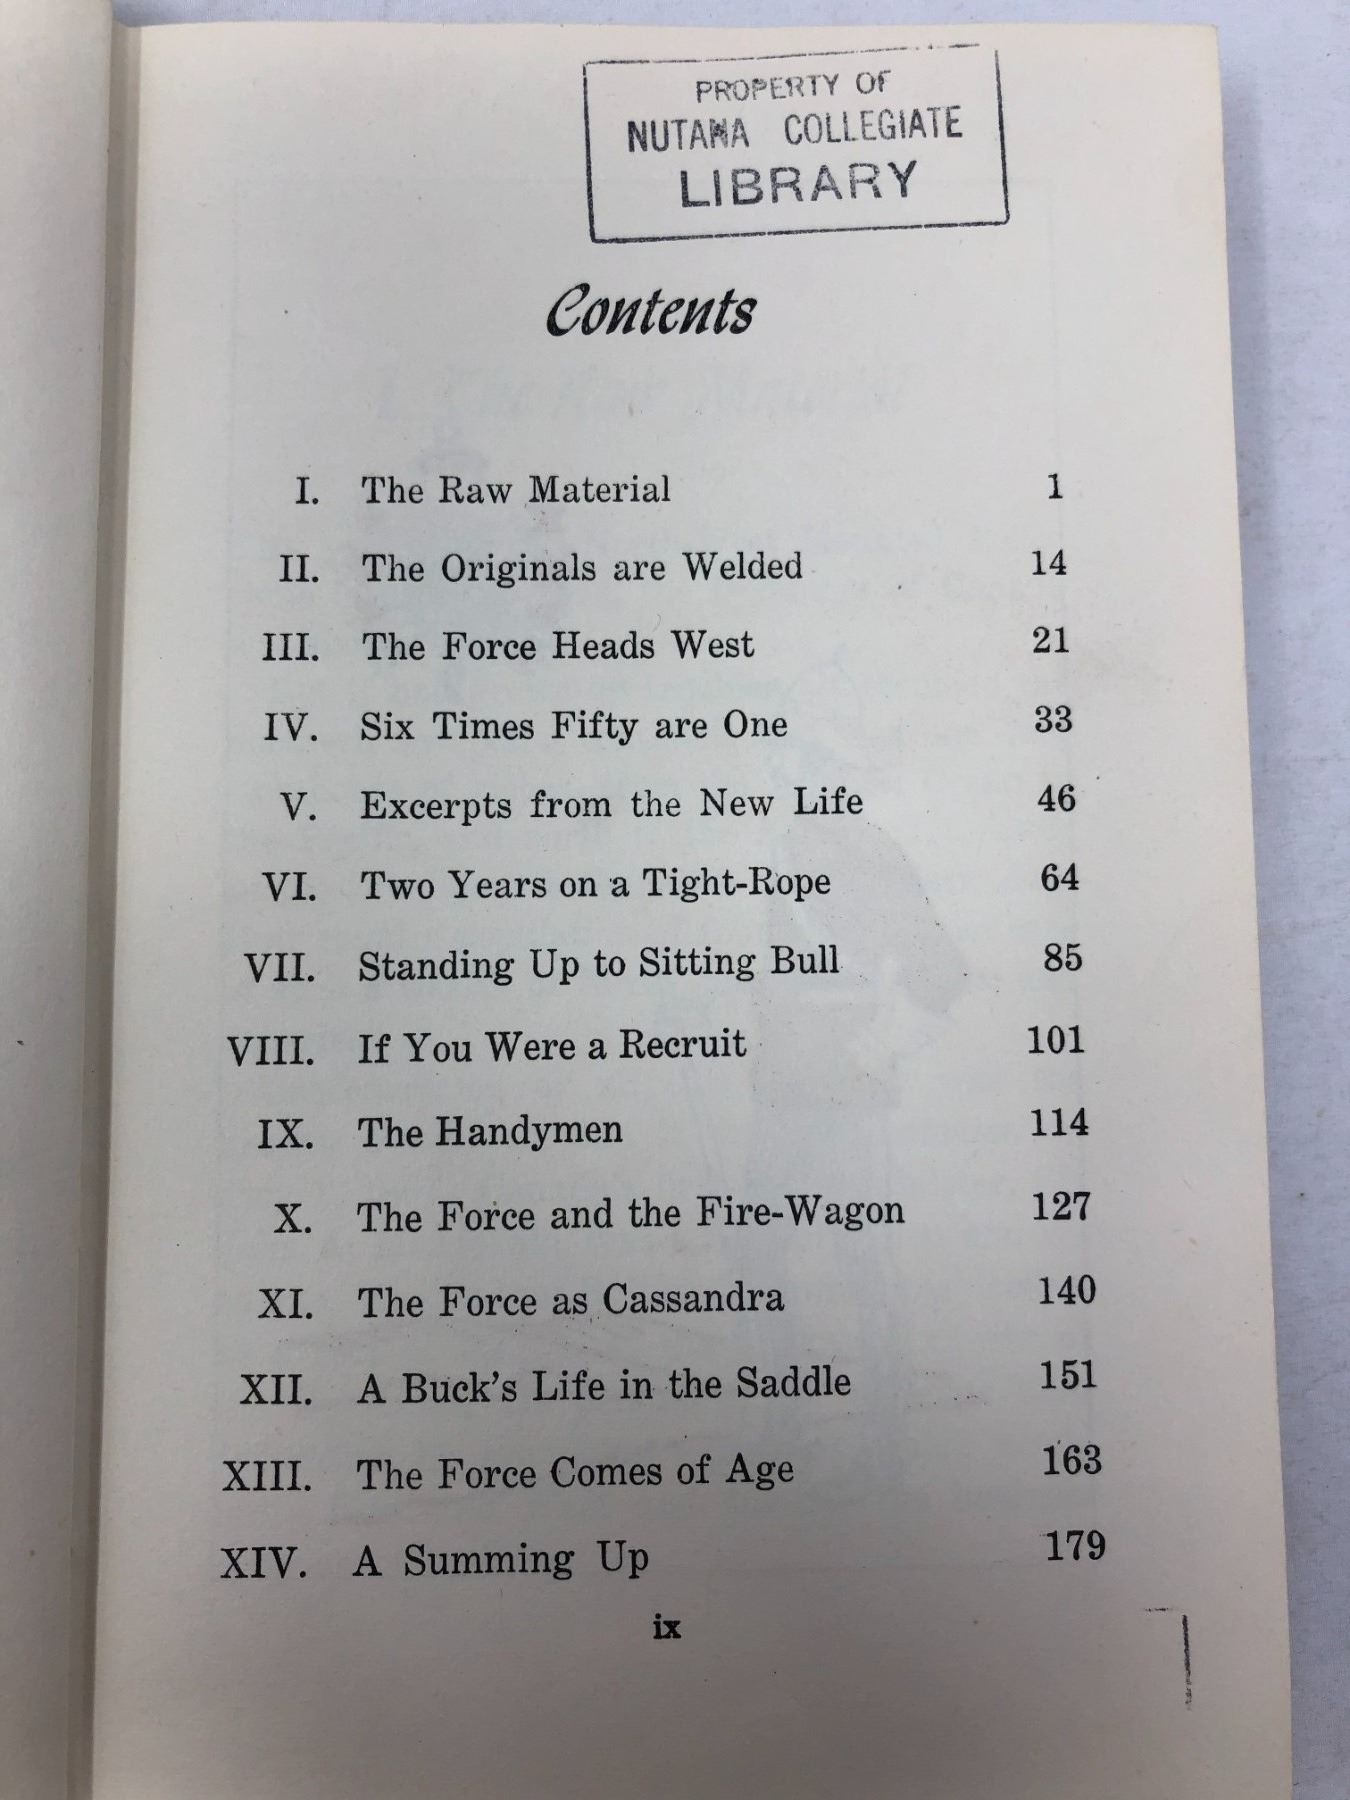 PROPERTY OF
NUTANA COLLEGIATE
LIBRARY
Contents
I. The Raw Material 1
II. The Originals are Welded 14
III. The Force Heads West 21
IV. Six Times Fifty are One 33
V. Excerpts from the New Life 46
VI. Two Years on a Tight-Rope 64
VII. Standing Up to Sitting Bull 85
VIII. If You Were a Recruit 101
IX. The Handymen 114
X. The Force and the Fire-Wagon 127
XI. The Force as Cassandra 140
XII. A Buck's Life in the Saddle 151
XIII. The Force Comes of Age 163
XIV. A Summing Up 179
ix